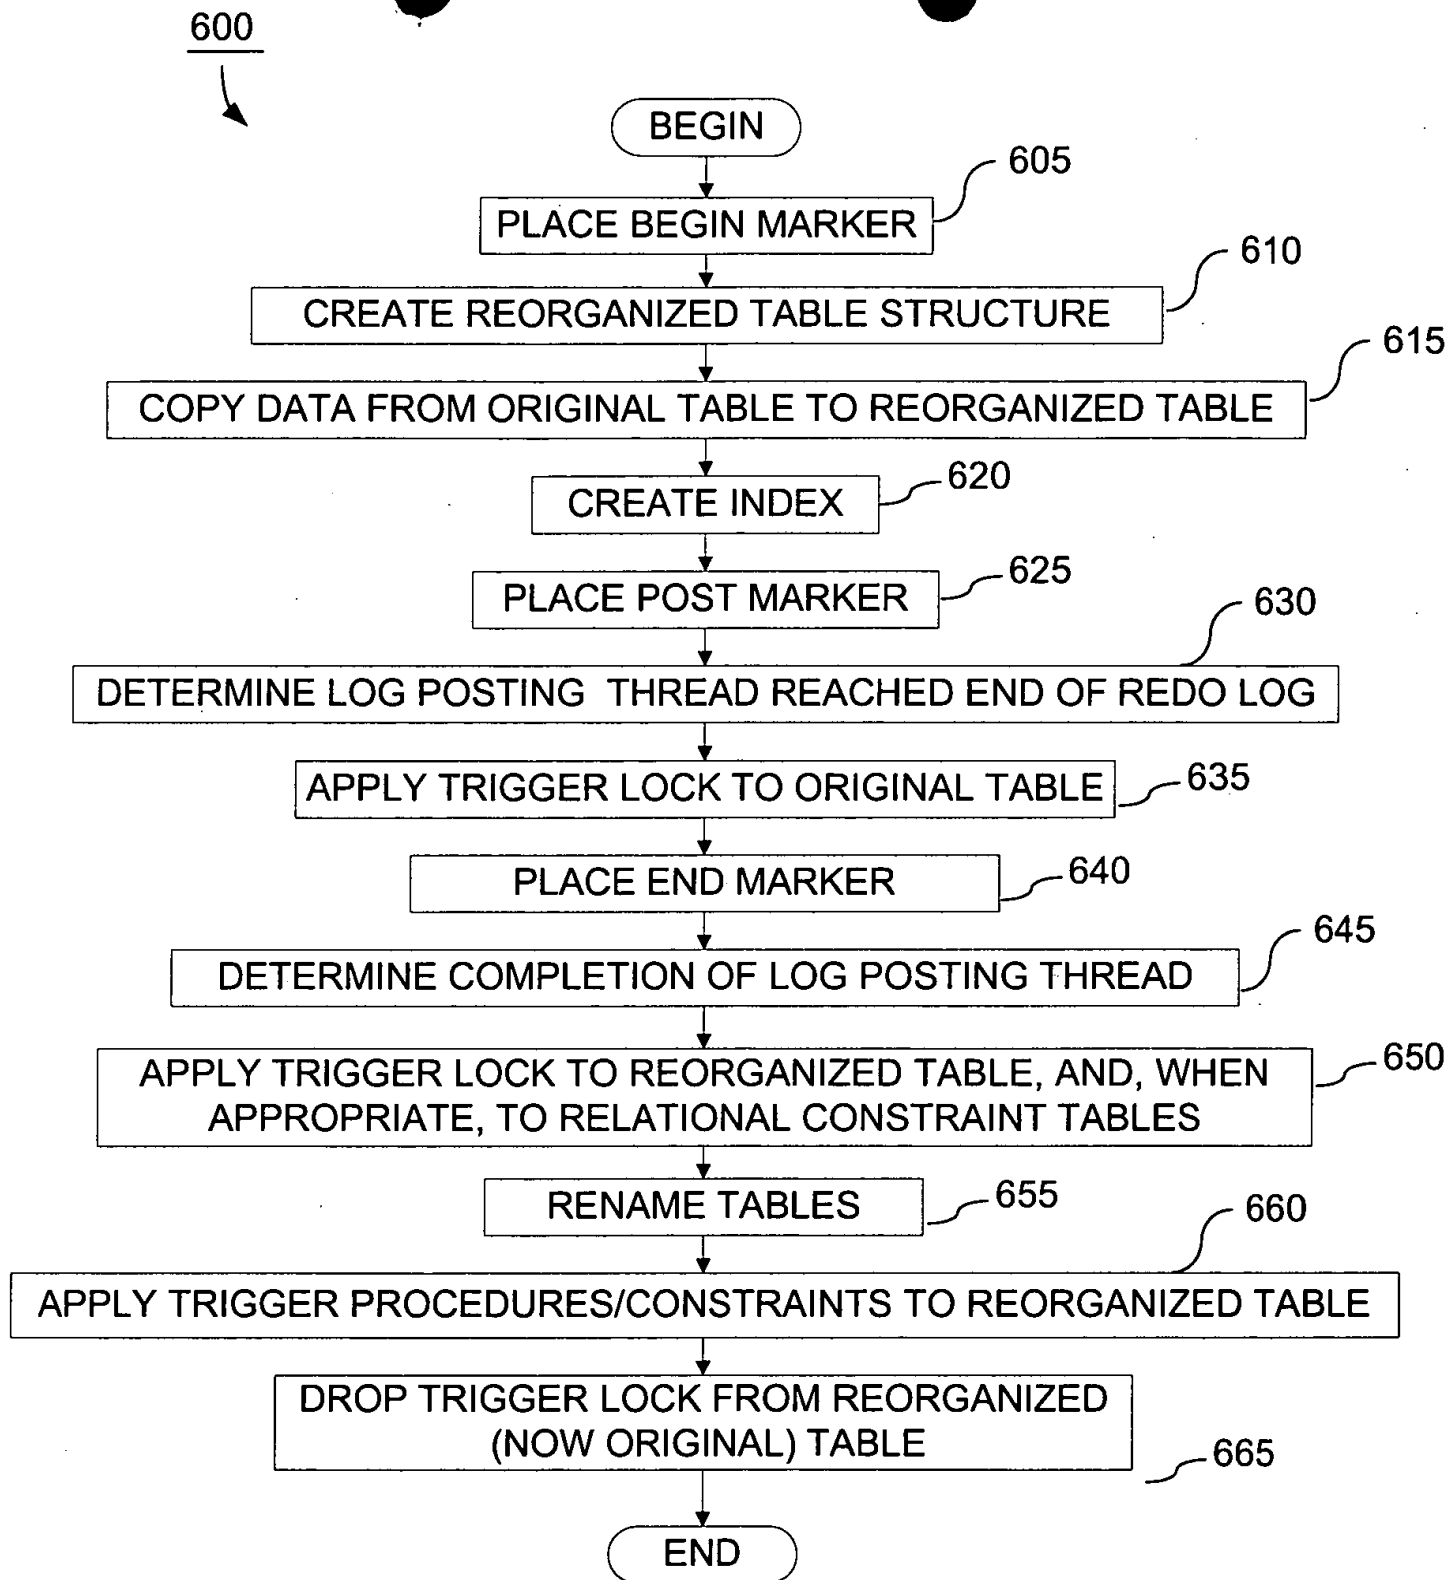 600
BEGIN
605
PLACE BEGIN MARKER
610
CREATE REORGANIZED TABLE STRUCTURE
615
COPY DATA FROM ORIGINAL TABLE TO REORGANIZED TABLE
620
CREATE INDEX
625
PLACE POST MARKER
630
DETERMINE LOG POSTING THREAD REACHED END OF REDO LOG
635
APPLY TRIGGER LOCK TO ORIGINAL TABLE
640
PLACE END MARKER
645
DETERMINE COMPLETION OF LOG POSTING THREAD
650
APPLY TRIGGER LOCK TO REORGANIZED TABLE, AND, WHEN
APPROPRIATE, TO RELATIONAL CONSTRAINT TABLES
655
RENAME TABLES
660
APPLY TRIGGER PROCEDURES/CONSTRAINTS TO REORGANIZED TABLE
DROP TRIGGER LOCK FROM REORGANIZED
(NOW ORIGINAL) TABLE
665
END